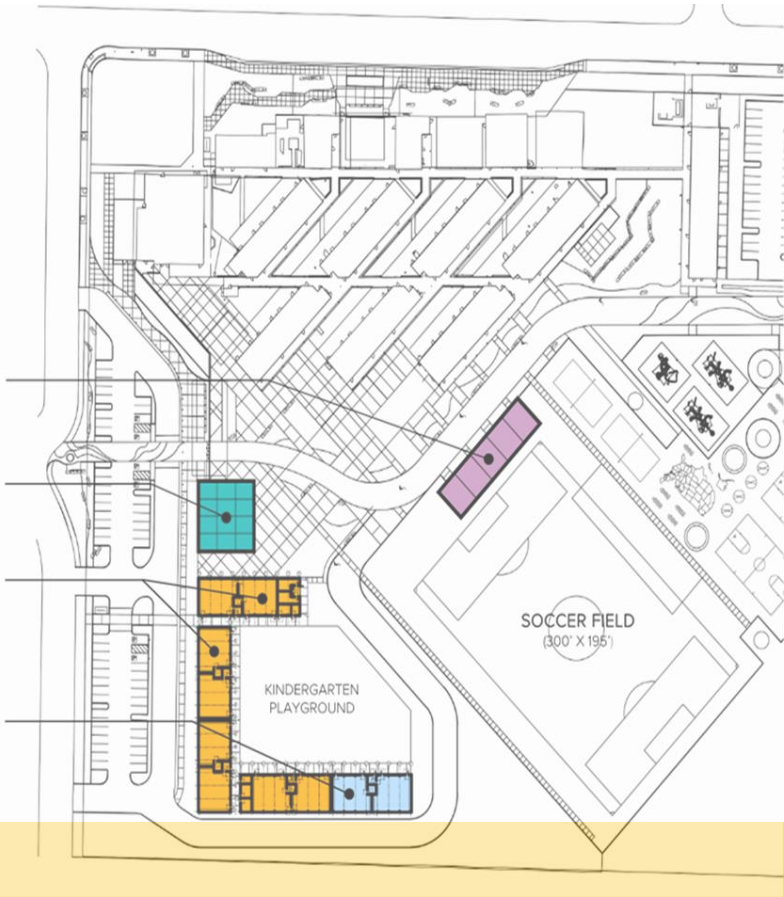 SOCCER FIELD
(300' X 195')
KINDERGARTEN
PLAYGROUND